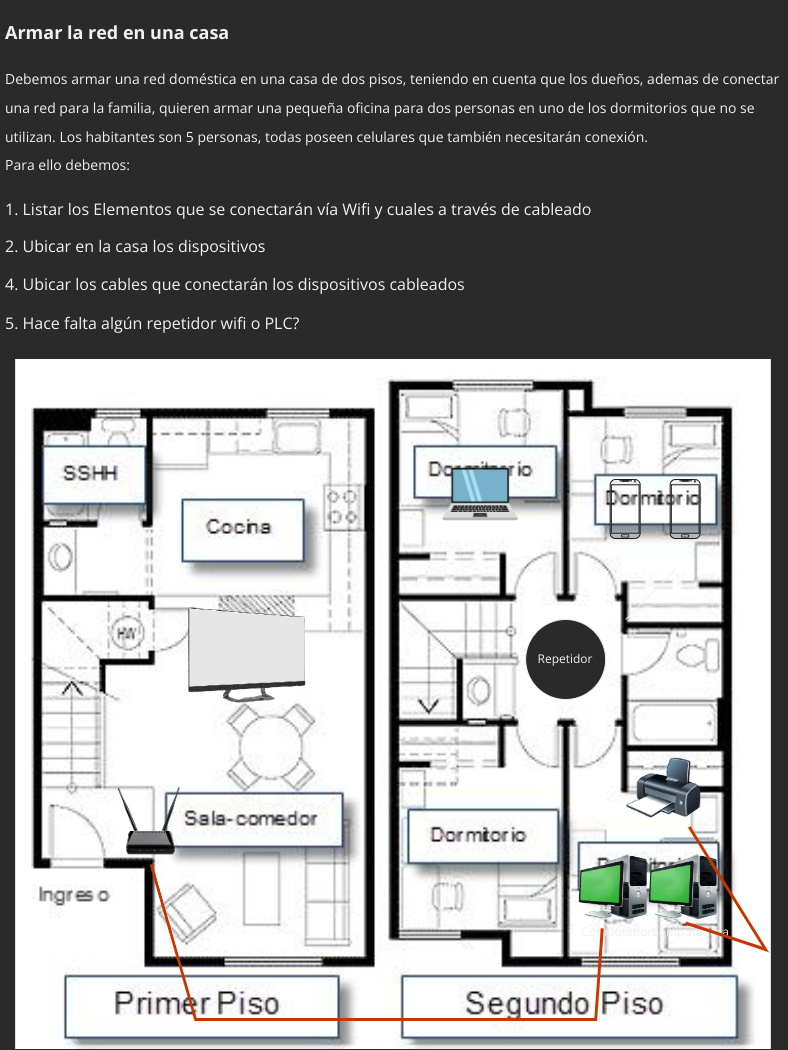 Armar la red en una casa
Debemos armar una red doméstica en una casa de dos pisos, teniendo en cuenta que los dueños, ademas de conectar
una red para la familia, quieren armar una pequeña oficina para dos personas en uno de los dormitorios que no se
utilizan. Los habitantes son 5 personas, todas poseen celulares que también necesitarán conexión.
Para ello debemos:
1. Listar los Elementos que se conectarán vía Wifi y cuales a través de cableado
2. Ubicar en la casa los dispositivos
4. Ubicar los cables que conectarán los dispositivos cableados
5. Hace falta algún repetidor wifi o PLC?
SSHH
Cocina
HW
Sala-comedor
Ingreso
Primer Piso
Dormitorio
Dormitorio
Repetidor
Dormitorio
Dormitorio
Segundo Piso